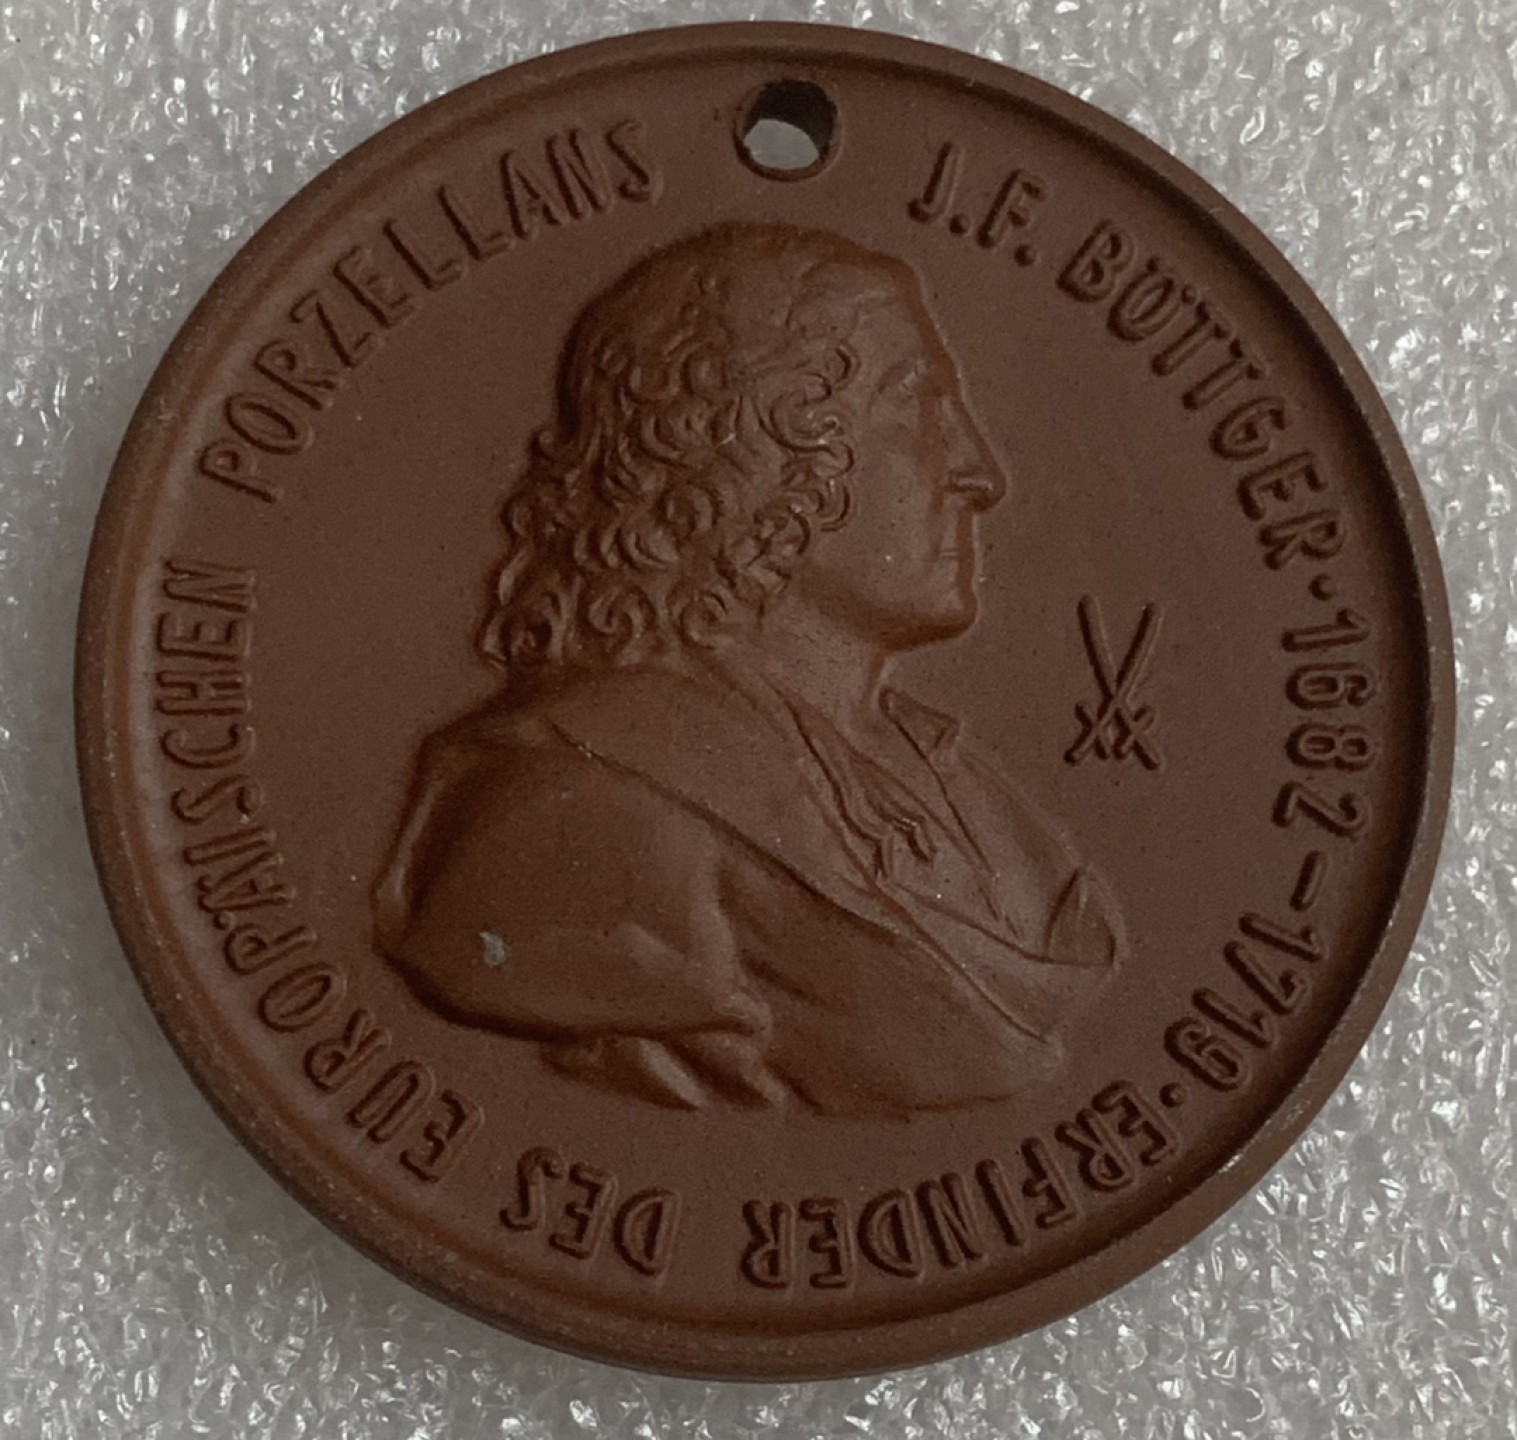 J.F. BÖTTGER·1682–1719·ERFINDER DES EUROPÄISCHEN PORZELLANS